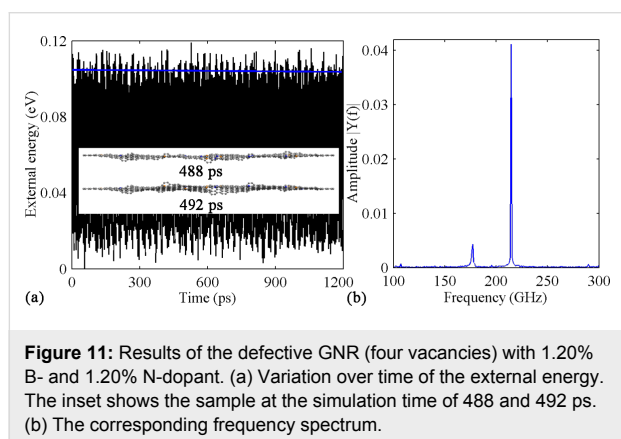 0.12
0.08
0.04
0
External energy (eV)
488 ps
492 ps
0 300 600 900 1200
(a) Time (ps)
0.04
0.03
0.02
0.01
0
Amplitude |Y(f)|
100 150 200 250 300
(b) Frequency (GHz)
Figure 11: Results of the defective GNR (four vacancies) with 1.20%
B- and 1.20% N-dopant. (a) Variation over time of the external energy.
The inset shows the sample at the simulation time of 488 and 492 ps.
(b) The corresponding frequency spectrum.